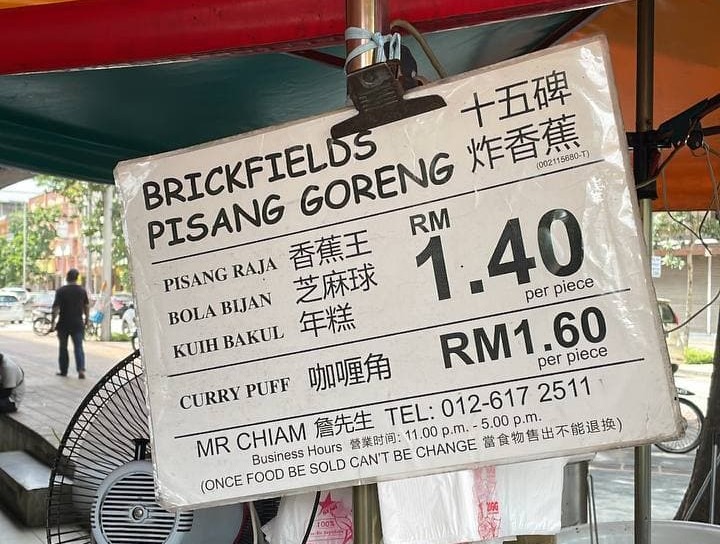 BRICKFIELDS 十五碑
PISANG GORENG 炸香蕉
(002115680-T)
PISANG RAJA 香蕉王
BOLA BIJAN 芝麻球
KUIH BAKUL 年糕
RM 1.40
per piece
CURRY PUFF 咖喱角 RM1.60
per piece
MR CHIAM 詹先生 TEL: 012-617 2511
Business Hours 營業时间: 11.00 p.m. - 5.00 p.m.
(ONCE FOOD BE SOLD CAN'T BE CHANGE 當食物售出不能退换)
100%